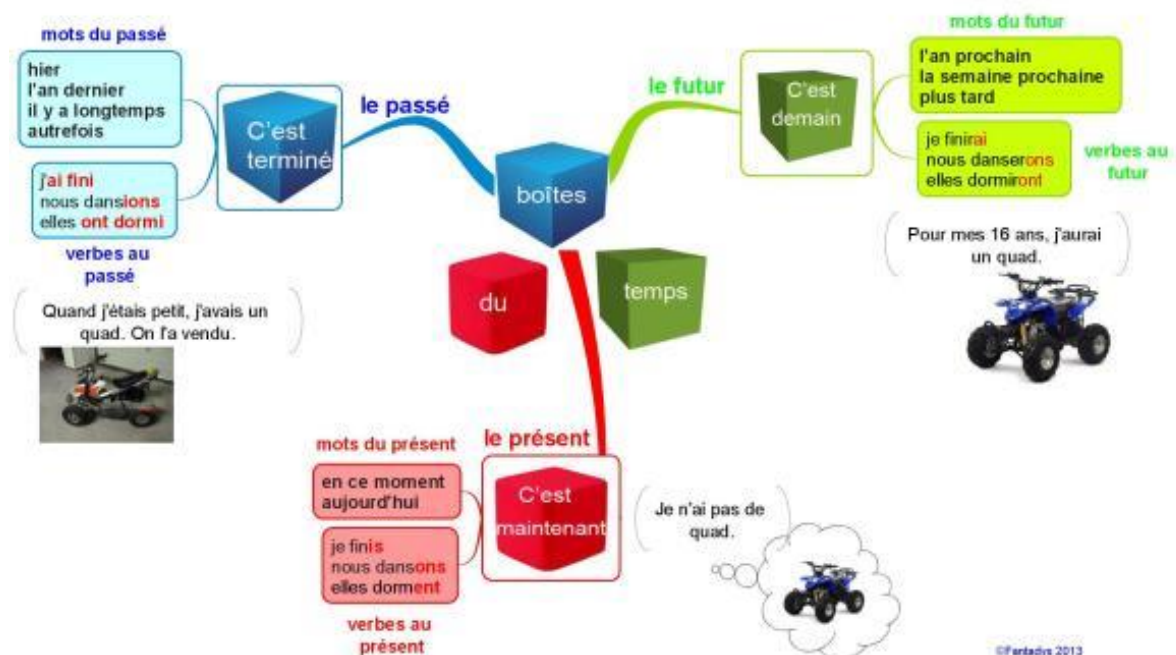 boîtes
du
temps
le passé
C'est
terminé
mots du passé
hier
l'an dernier
il y a longtemps
autrefois
j'ai fini
nous dansions
elles ont dormi
verbes au
passé
Quand j'étais petit, j'avais un
quad. On l'a vendu.
le futur
C'est
demain
mots du futur
l'an prochain
la semaine prochaine
plus tard
je finirai
nous danserons
elles dormiront
verbes au
futur
Pour mes 16 ans, j'aurai
un quad.
le présent
C'est
maintenant
mots du présent
en ce moment
aujourd'hui
je finis
nous dansons
elles dorment
verbes au
présent
Je n'ai pas de
quad.
©Fantadys 2013